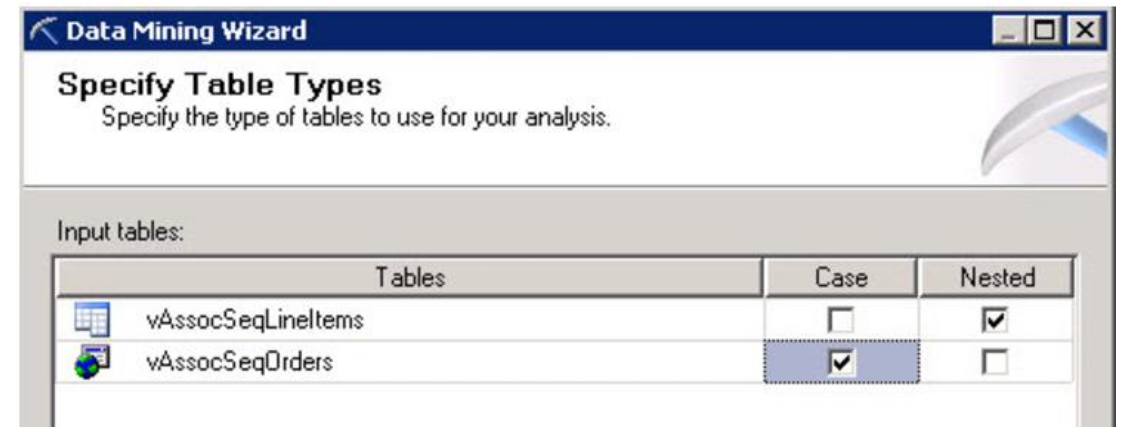 Data Mining Wizard
Specify Table Types
Specify the type of tables to use for your analysis.
Input tables:
Tables Case Nested
vAssocSeqLineItems
vAssocSeqOrders